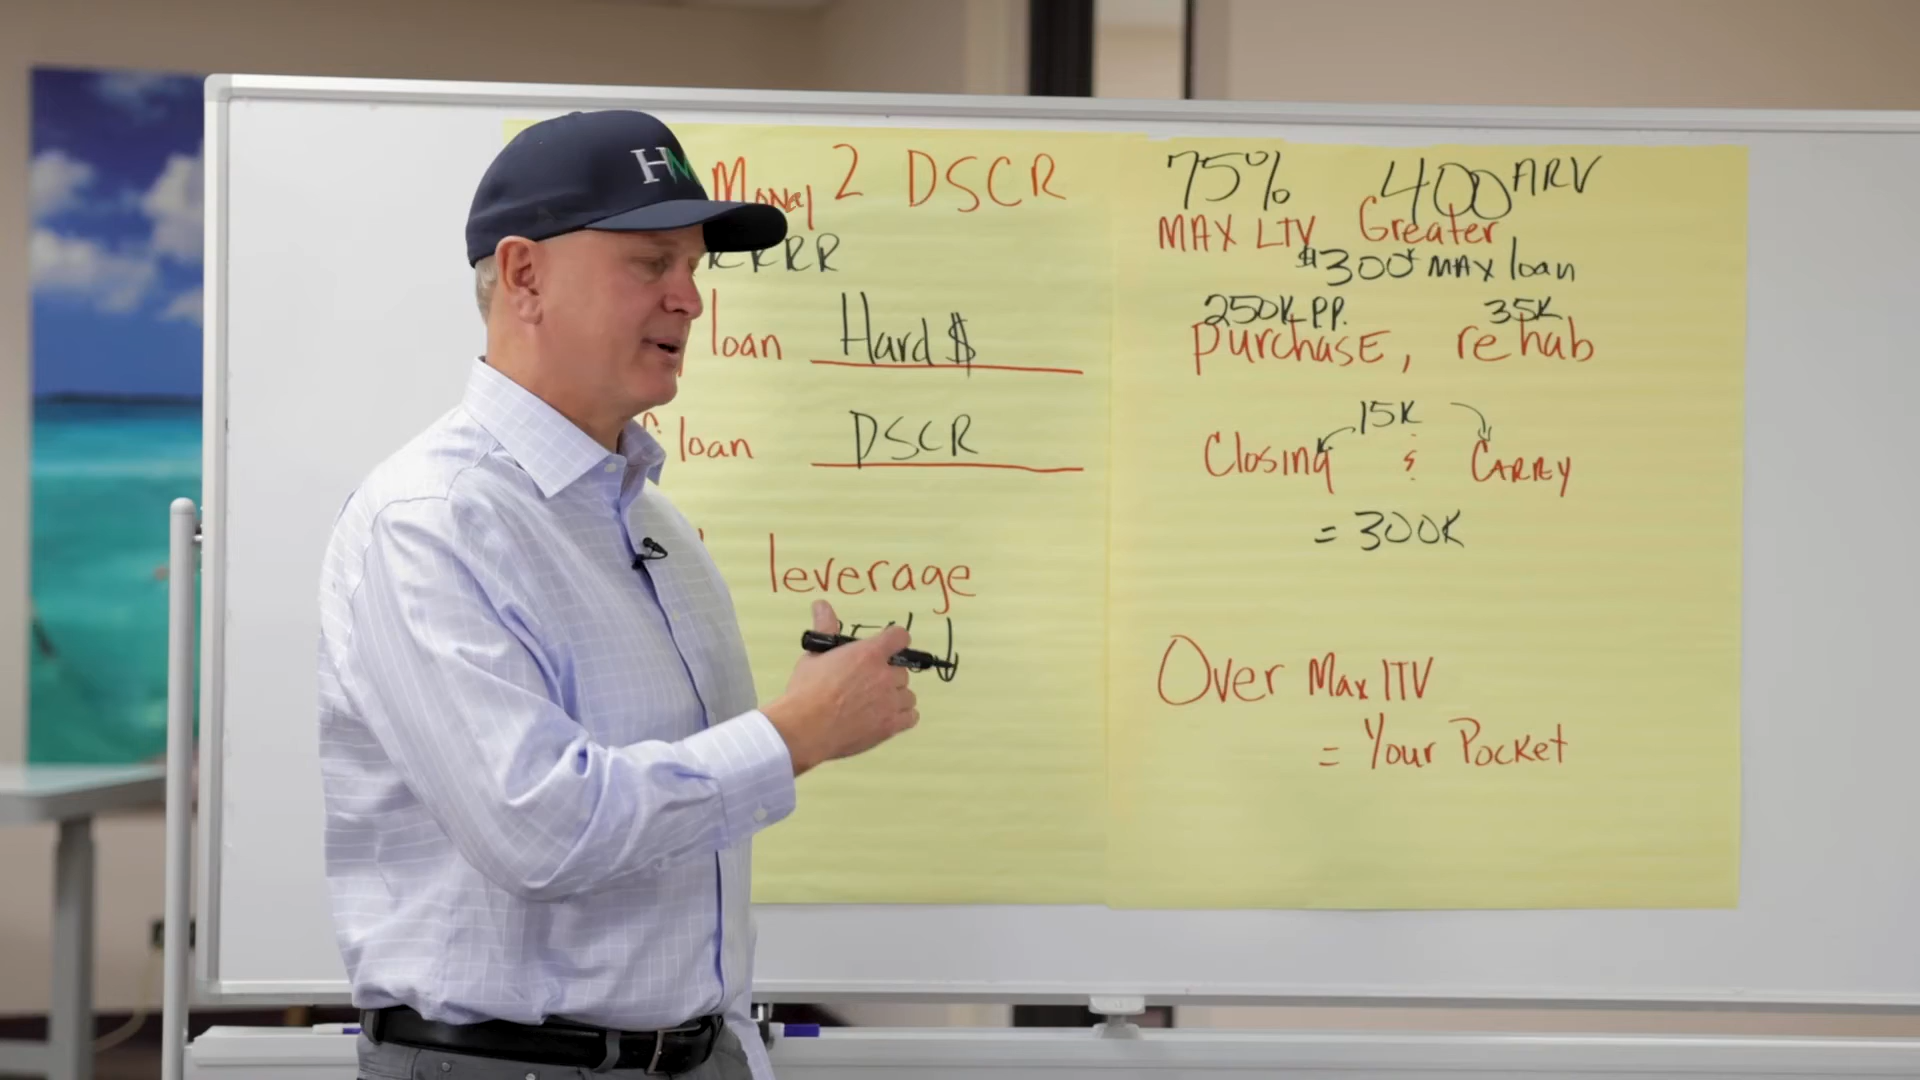 HM
Money 2 DSCR
RRRR
loan Hard $
loan DSCR
leverage
75% 400 ARV
MAX LTV Greater
$300K MAX loan
250K PP. 35K
Purchase, rehab
15K
Closing & CARRY
= 300K
Over Max LTV
= Your Pocket